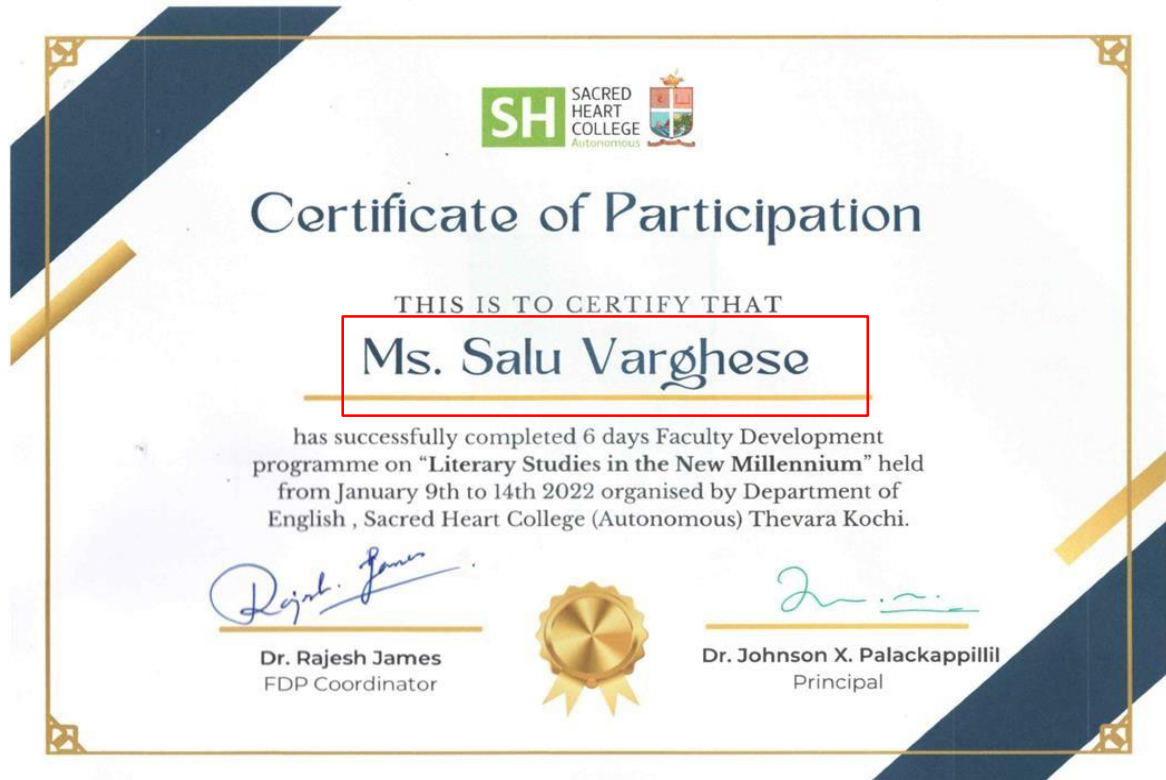 SH SACRED
HEART
COLLEGE
Autonomous
Certificate of Participation
THIS IS TO CERTIFY THAT
Ms. Salu Varghese
has successfully completed 6 days Faculty Development
programme on “Literary Studies in the New Millennium” held
from January 9th to 14th 2022 organised by Department of
English , Sacred Heart College (Autonomous) Thevara Kochi.
Rajesh. James
Dr. Rajesh James
FDP Coordinator
Dr. Johnson X. Palackappillil
Principal